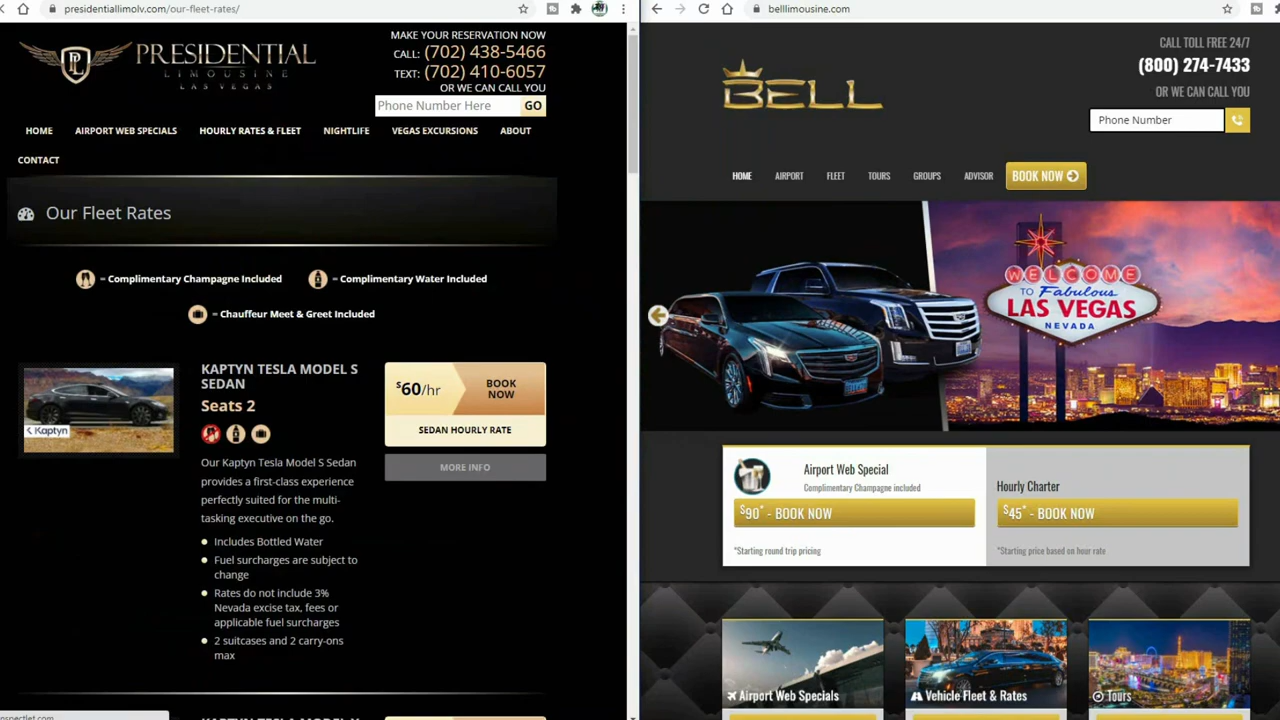 presidentiallimolv.com/our-fleet-rates/
PRESIDENTIAL
LIMOUSINE
LAS VEGAS
PL
MAKE YOUR RESERVATION NOW
CALL: (702) 438-5466
TEXT: (702) 410-6057
OR WE CAN CALL YOU
Phone Number Here GO
HOME AIRPORT WEB SPECIALS HOURLY RATES & FLEET NIGHTLIFE VEGAS EXCURSIONS ABOUT
CONTACT
Our Fleet Rates
= Complimentary Champagne Included = Complimentary Water Included
= Chauffeur Meet & Greet Included
Kaptyn
KAPTYN TESLA MODEL S
SEDAN
Seats 2
Our Kaptyn Tesla Model S Sedan
provides a first-class experience
perfectly suited for the multi-
tasking executive on the go.
Includes Bottled Water
Fuel surcharges are subject to
change
Rates do not include 3%
Nevada excise tax, fees or
applicable fuel surcharges
2 suitcases and 2 carry-ons
max
$60/hr
BOOK
NOW
SEDAN HOURLY RATE
MORE INFO
belllimousine.com
BELL
CALL TOLL FREE 24/7
(800) 274-7433
OR WE CAN CALL YOU
Phone Number
HOME AIRPORT FLEET TOURS GROUPS ADVISOR BOOK NOW
WELCOME
TO Fabulous
LAS VEGAS
NEVADA
Airport Web Special
Complimentary Champagne included
$90* - BOOK NOW
*Starting round trip pricing
Hourly Charter
$45* - BOOK NOW
*Starting price based on hour rate
Airport Web Specials
Vehicle Fleet & Rates
Tours